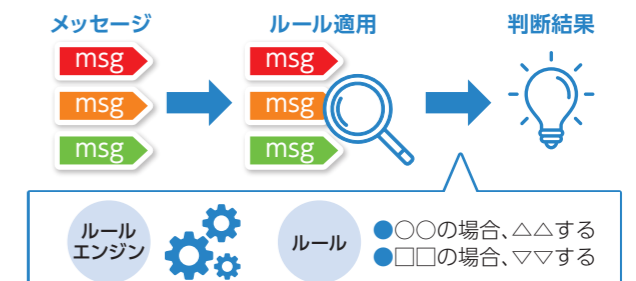 メッセージ
ルール適用
判断結果
msg
msg
msg
msg
msg
msg
ルール
エンジン
ルール
●○○の場合、△△する
●□□の場合、▽▽する